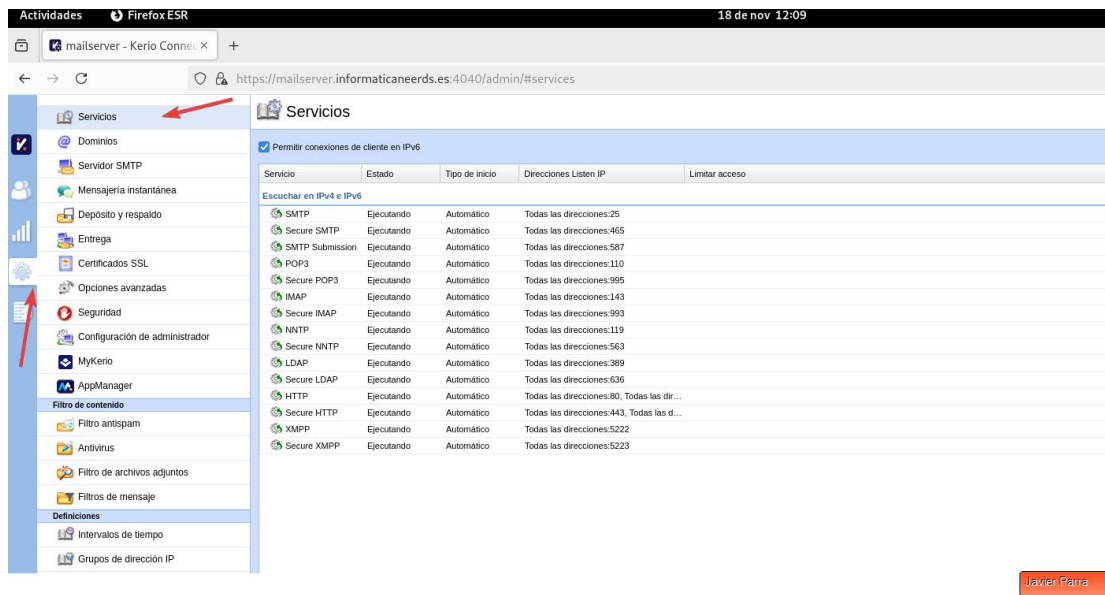 Actividades Firefox ESR 18 de nov 12:09
mailserver - Kerio Connec × +
https://mailserver.informaticaneerds.es:4040/admin/#services
Servicios
Dominios
Servidor SMTP
Mensajería instantánea
Depósito y respaldo
Entrega
Certificados SSL
Opciones avanzadas
Seguridad
Configuración de administrador
MyKerio
AppManager
Filtro de contenido
Filtro antispam
Antivirus
Filtro de archivos adjuntos
Filtros de mensaje
Definiciones
Intervalos de tiempo
Grupos de dirección IP
Servicios
Permitir conexiones de cliente en IPv6
Servicio Estado Tipo de inicio Direcciones Listen IP Limitar acceso
Escuchar en IPv4 e IPv6
SMTP Ejecutando Automático Todas las direcciones:25
Secure SMTP Ejecutando Automático Todas las direcciones:465
SMTP Submission Ejecutando Automático Todas las direcciones:587
POP3 Ejecutando Automático Todas las direcciones:110
Secure POP3 Ejecutando Automático Todas las direcciones:995
IMAP Ejecutando Automático Todas las direcciones:143
Secure IMAP Ejecutando Automático Todas las direcciones:993
NNTP Ejecutando Automático Todas las direcciones:119
Secure NNTP Ejecutando Automático Todas las direcciones:563
LDAP Ejecutando Automático Todas las direcciones:389
Secure LDAP Ejecutando Automático Todas las direcciones:636
HTTP Ejecutando Automático Todas las direcciones:80, Todas las dir...
Secure HTTP Ejecutando Automático Todas las direcciones:443, Todas las d...
XMPP Ejecutando Automático Todas las direcciones:5222
Secure XMPP Ejecutando Automático Todas las direcciones:5223
Javier Parra